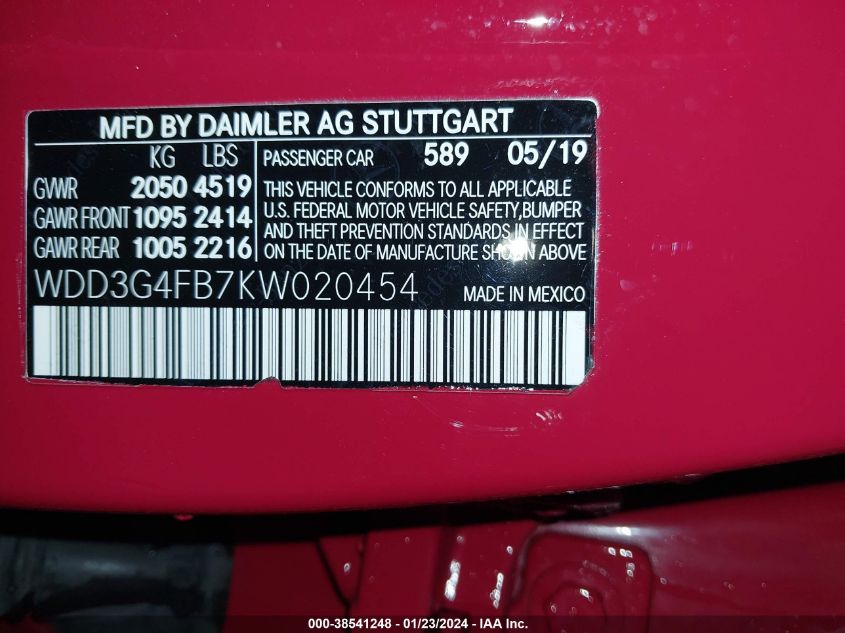 MFD BY DAIMLER AG STUTTGART
KG LBS
GVWR 2050 4519
GAWR FRONT 1095 2414
GAWR REAR 1005 2216
PASSENGER CAR 589 05/19
THIS VEHICLE CONFORMS TO ALL APPLICABLE
U.S. FEDERAL MOTOR VEHICLE SAFETY,BUMPER
AND THEFT PREVENTION STANDARDS IN EFFECT
ON THE DATE OF MANUFACTURE SHOWN ABOVE
WDD3G4FB7KW020454 MADE IN MEXICO
000-38541248 - 01/23/2024 - IAA Inc.